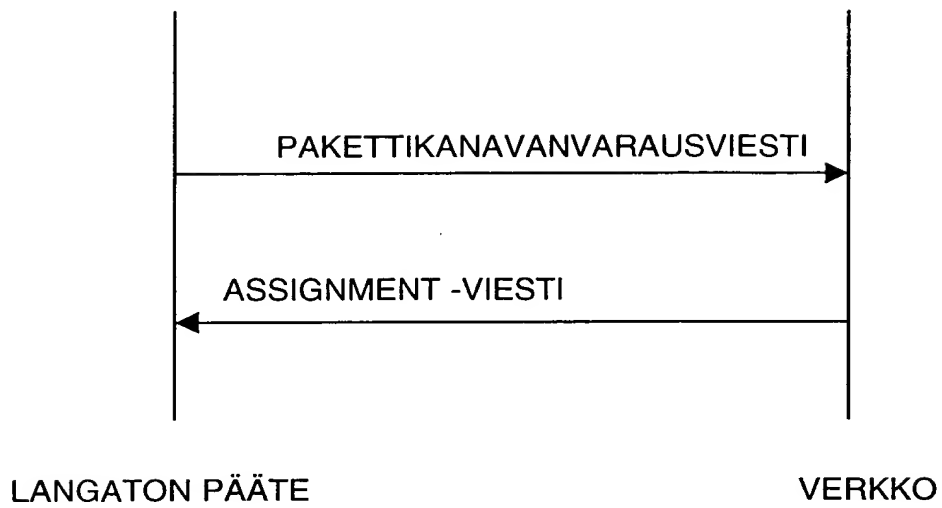 PAKETTIKANAVANVARAUSVIESTI
ASSIGNMENT -VIESTI
LANGATON PÄÄTE
VERKKO